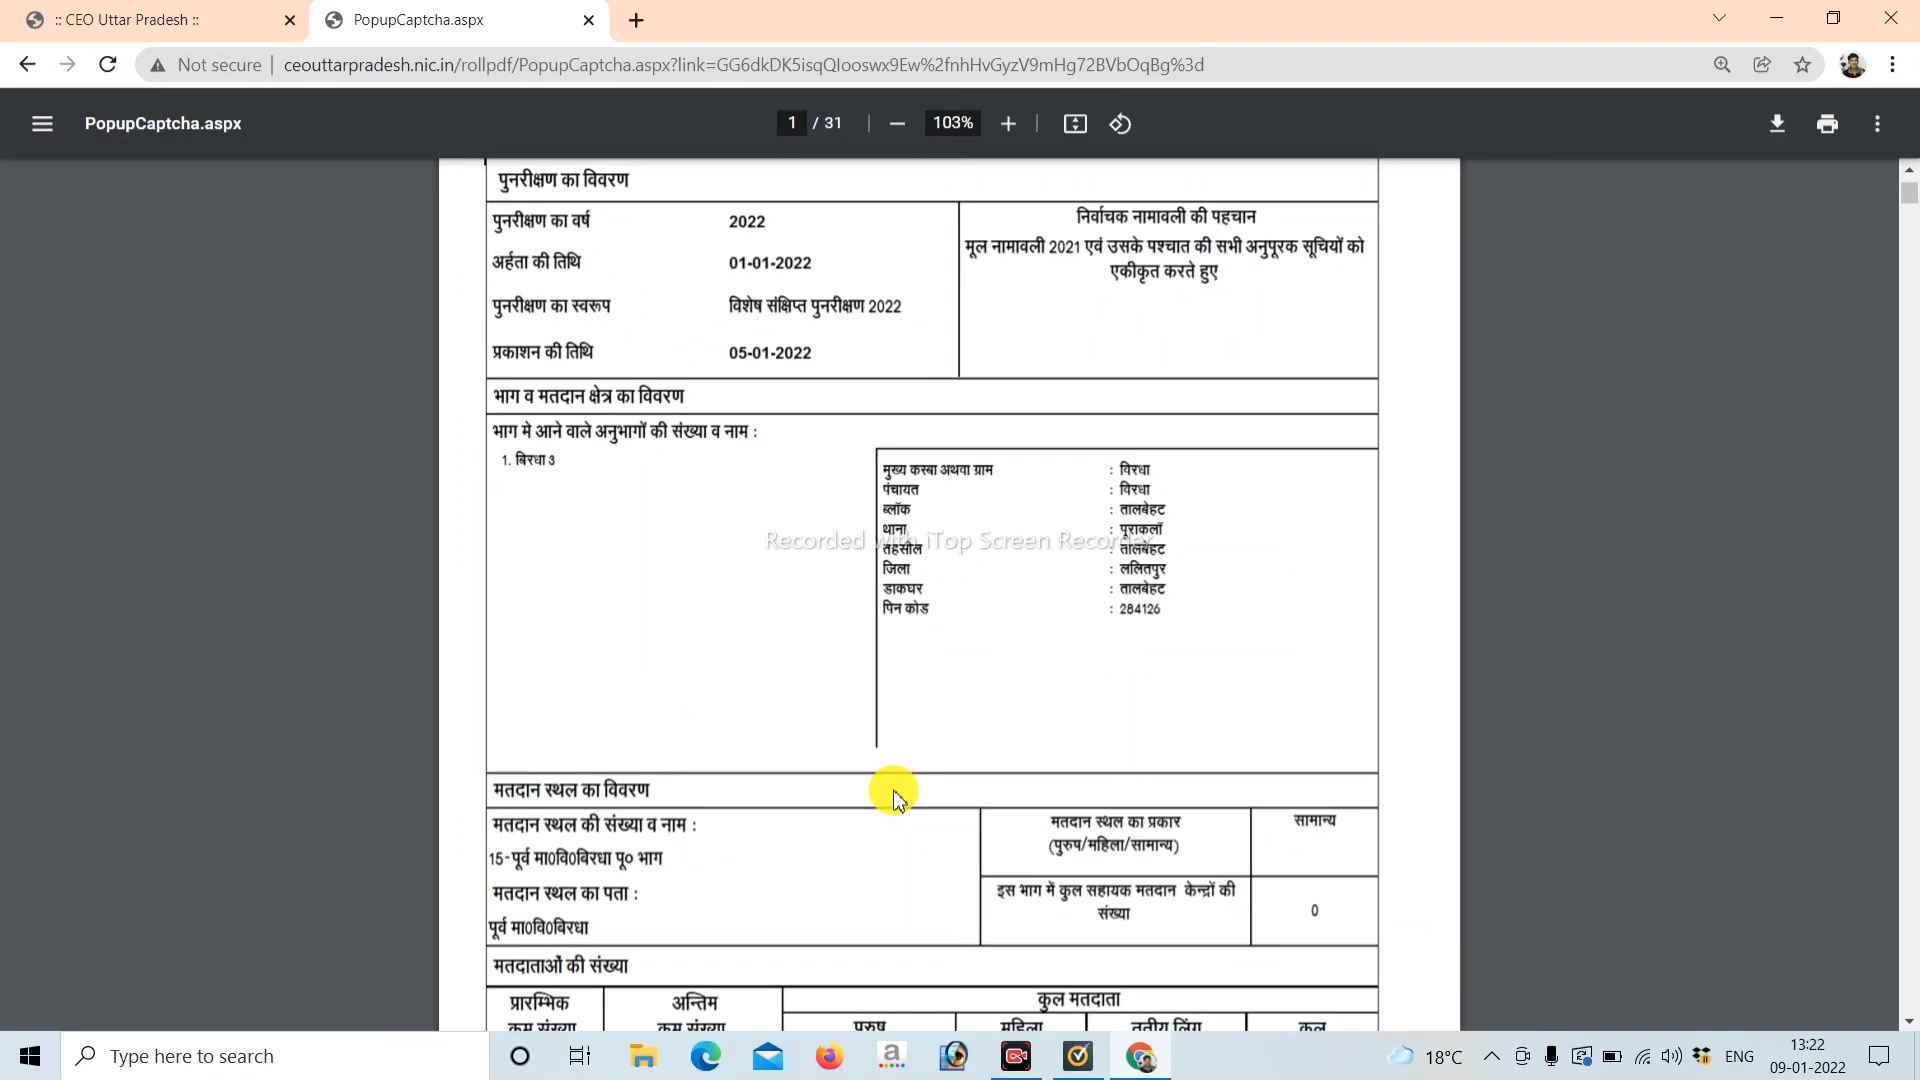 :: CEO Uttar Pradesh ::
PopupCaptcha.aspx
Not secure
ceouttarpradesh.nic.in/rollpdf/PopupCaptcha.aspx?link=GG6dkDK5isqQIooswx9Ew%2fnhHvGyzV9mHg72BVbOqBg%3d
PopupCaptcha.aspx
1 / 31
103%
पुनरीक्षण का विवरण
पुनरीक्षण का वर्ष 2022
अर्हता की तिथि 01-01-2022
पुनरीक्षण का स्वरूप विशेष संक्षिप्त पुनरीक्षण 2022
प्रकाशन की तिथि 05-01-2022
निर्वाचक नामावली की पहचान
मूल नामावली 2021 एवं उसके पश्चात की सभी अनुपूरक सूचियों को
एकीकृत करते हुए
भाग व मतदान क्षेत्र का विवरण
भाग मे आने वाले अनुभागों की संख्या व नाम :
1. बिरधा 3
मुख्य कस्बा अथवा ग्राम : विरधा
पंचायत : विरधा
ब्लॉक : तालबेहट
थाना : पूराकलॉ
तहसील : तालबेहट
जिला : ललितपुर
डाकघर : तालबेहट
पिन कोड : 284126
Recorded with iTop Screen Recorder
मतदान स्थल का विवरण
मतदान स्थल की संख्या व नाम :
15-पूर्व मा0वि0बिरधा पू० भाग
मतदान स्थल का पता :
पूर्व मा0वि0बिरधा
मतदान स्थल का प्रकार
(पुरुष/महिला/सामान्य)
सामान्य
इस भाग में कुल सहायक मतदान केन्द्रों की
संख्या
0
मतदाताओं की संख्या
प्रारम्भिक
क्रम संख्या
अन्तिम
क्रम संख्या
कुल मतदाता
पुरुष महिला तृतीय लिंग कुल
Type here to search
18°C
ENG
13:22
09-01-2022